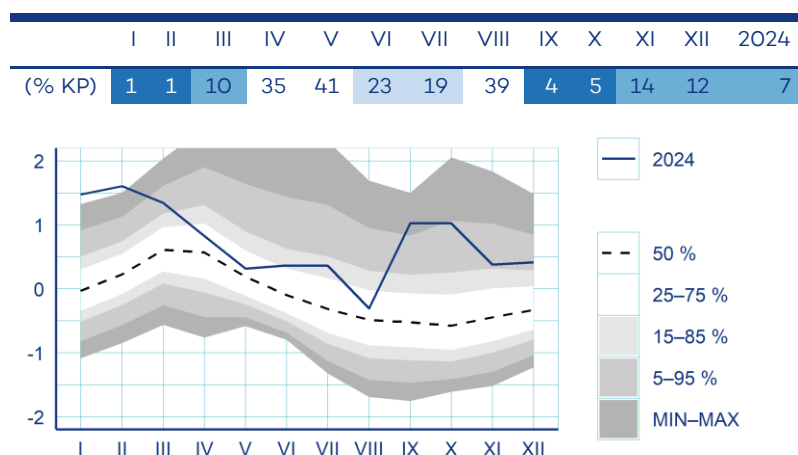 I II III IV V VI VII VIII IX X XI XII 2024
(% KP) 1 1 10 35 41 23 19 39 4 5 14 12 7
2
1
0
-1
-2
I II III IV V VI VII VIII IX X XI XII
2024
50 %
25–75 %
15–85 %
5–95 %
MIN–MAX